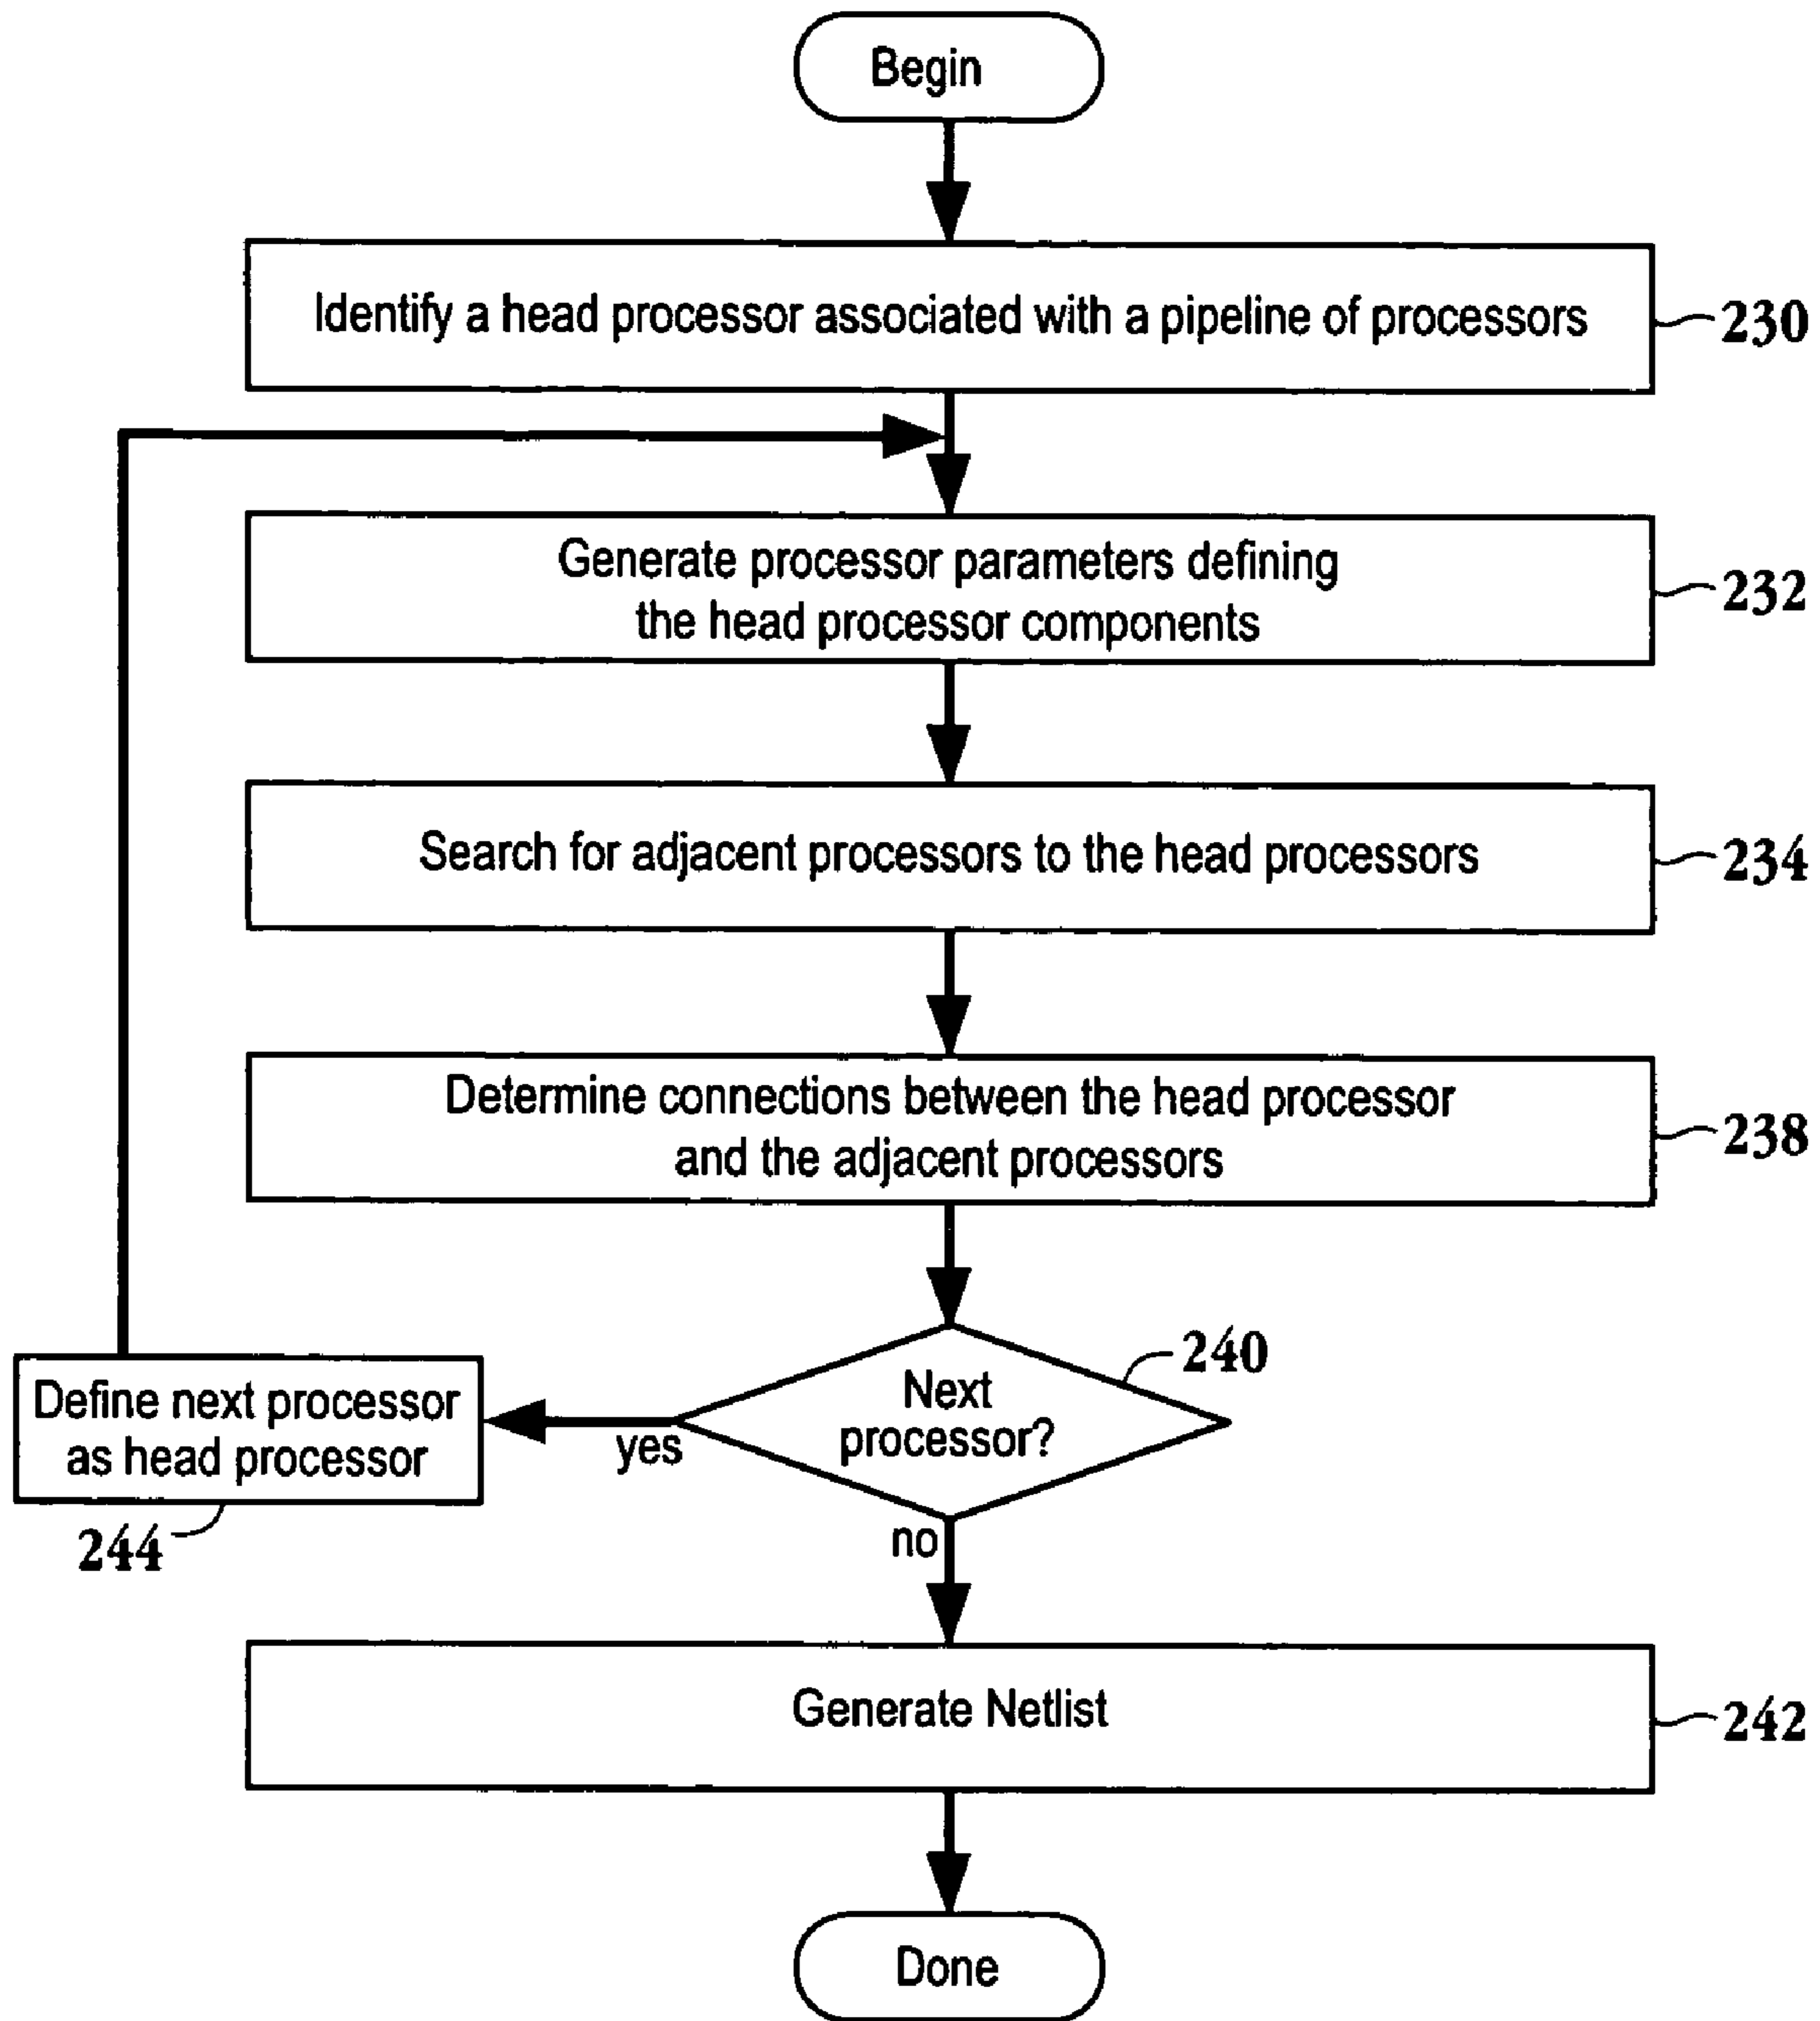 Begin
Identify a head processor associated with a pipeline of processors
230
Generate processor parameters defining
the head processor components
232
Search for adjacent processors to the head processors
234
Determine connections between the head processor
and the adjacent processors
238
Next
processor?
240
yes
Define next processor
as head processor
244
no
Generate Netlist
242
Done